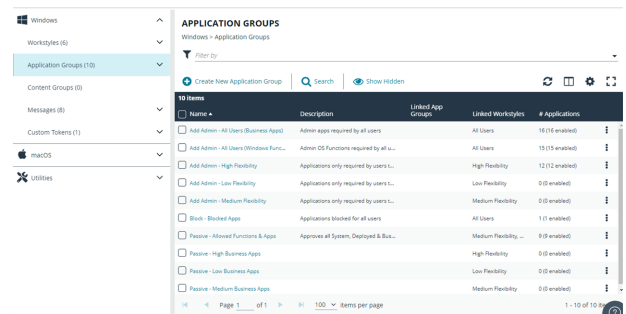 Windows
Workstyles (6)
Application Groups (10)
Content Groups (0)
Messages (8)
Custom Tokens (1)
macOS
Utilities
APPLICATION GROUPS
Windows > Application Groups
Filter by
Create New Application Group Search Show Hidden
10 items
Name Description Linked App Groups Linked Workstyles # Applications
Add Admin - All Users (Business Apps) Admin apps required by all users All Users 16 (16 enabled)
Add Admin - All Users (Windows Func... Admin OS Functions required by all u... All Users 15 (15 enabled)
Add Admin - High Flexibility Applications only required by users t... High Flexibility 12 (12 enabled)
Add Admin - Low Flexibility Applications only required by users t... Low Flexibility 0 (0 enabled)
Add Admin - Medium Flexibility Applications only required by users t... Medium Flexibility 0 (0 enabled)
Block - Blocked Apps Applications blocked for all users All Users 1 (1 enabled)
Passive - Allowed Functions & Apps Approves all System, Deployed & Bus... Medium Flexibility, ... 9 (9 enabled)
Passive - High Business Apps High Flexibility 0 (0 enabled)
Passive - Low Business Apps Low Flexibility 0 (0 enabled)
Passive - Medium Business Apps Medium Flexibility 0 (0 enabled)
Page 1 of 1 100 items per page 1 - 10 of 10